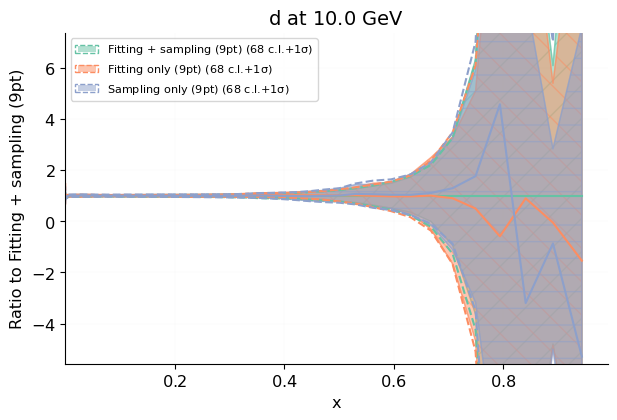 d at 10.0 GeV
Ratio to Fitting + sampling (9pt)
Fitting + sampling (9pt) (68 c.l.+1σ)
Fitting only (9pt) (68 c.l.+1σ)
Sampling only (9pt) (68 c.l.+1σ)
6
4
2
0
−2
−4
0.2 0.4 0.6 0.8
x